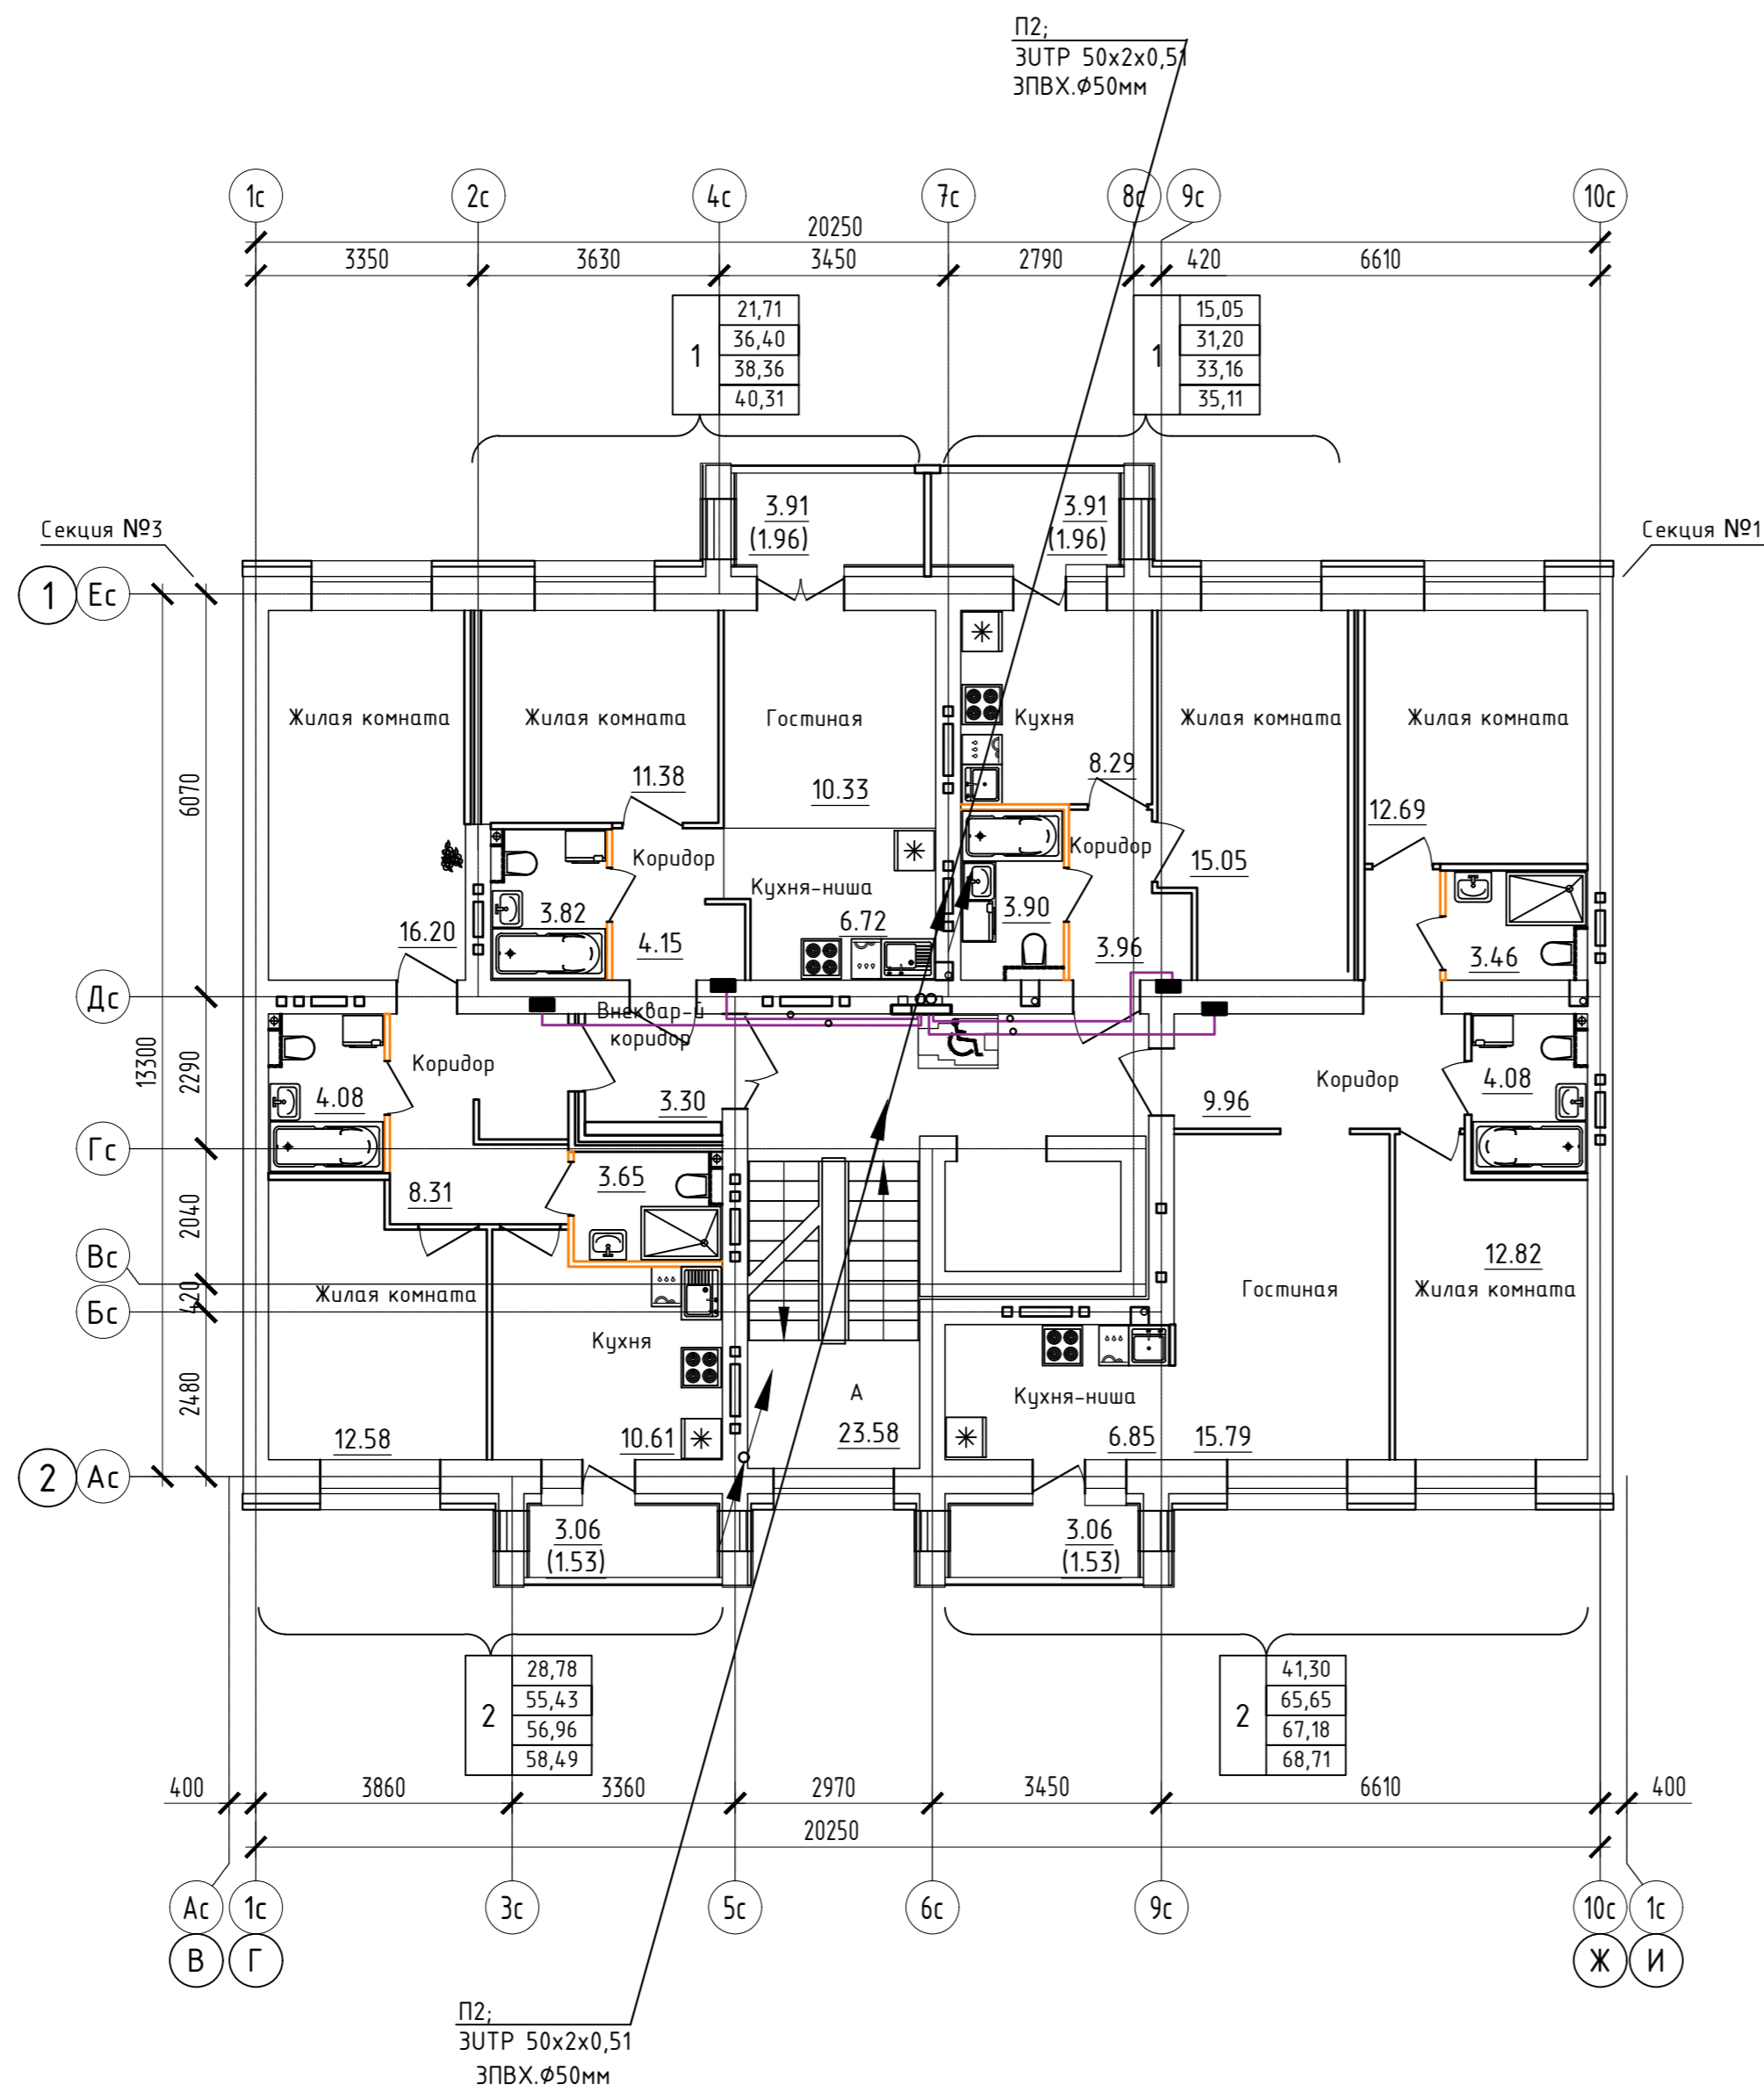 П2;
3UTP 50x2x0,51
3ПВХ.Ø50мм
1с
2с
4с
7с
8с
9с
10с
20250
3350
3630
3450
2790
420
6610
1
21,71
36,40
38,36
40,31
1
15,05
31,20
33,16
35,11
3.91
(1.96)
3.91
(1.96)
Секция №3
Секция №1
1
Ес
Жилая комната
Жилая комната
Гостиная
Кухня
Жилая комната
Жилая комната
11.38
10.33
8.29
12.69
6070
Коридор
Коридор
15.05
Кухня-ниша
3.82
6.72
3.90
16.20
4.15
3.96
3.46
Дс
Внеквар-й
коридор
13300
2290
Коридор
Коридор
4.08
3.30
9.96
4.08
Гс
3.65
8.31
2040
Вс
12.82
420
Жилая комната
Гостиная
Жилая комната
Бс
Кухня
2480
А
Кухня-ниша
12.58
10.61
23.58
6.85
15.79
2
Ас
3.06
(1.53)
3.06
(1.53)
2
28,78
55,43
56,96
58,49
2
41,30
65,65
67,18
68,71
400
3860
3360
2970
3450
6610
400
20250
Ас
1с
3с
5с
6с
9с
10с
1с
В
Г
Ж
И
П2;
3UTP 50x2x0,51
3ПВХ.Ø50мм